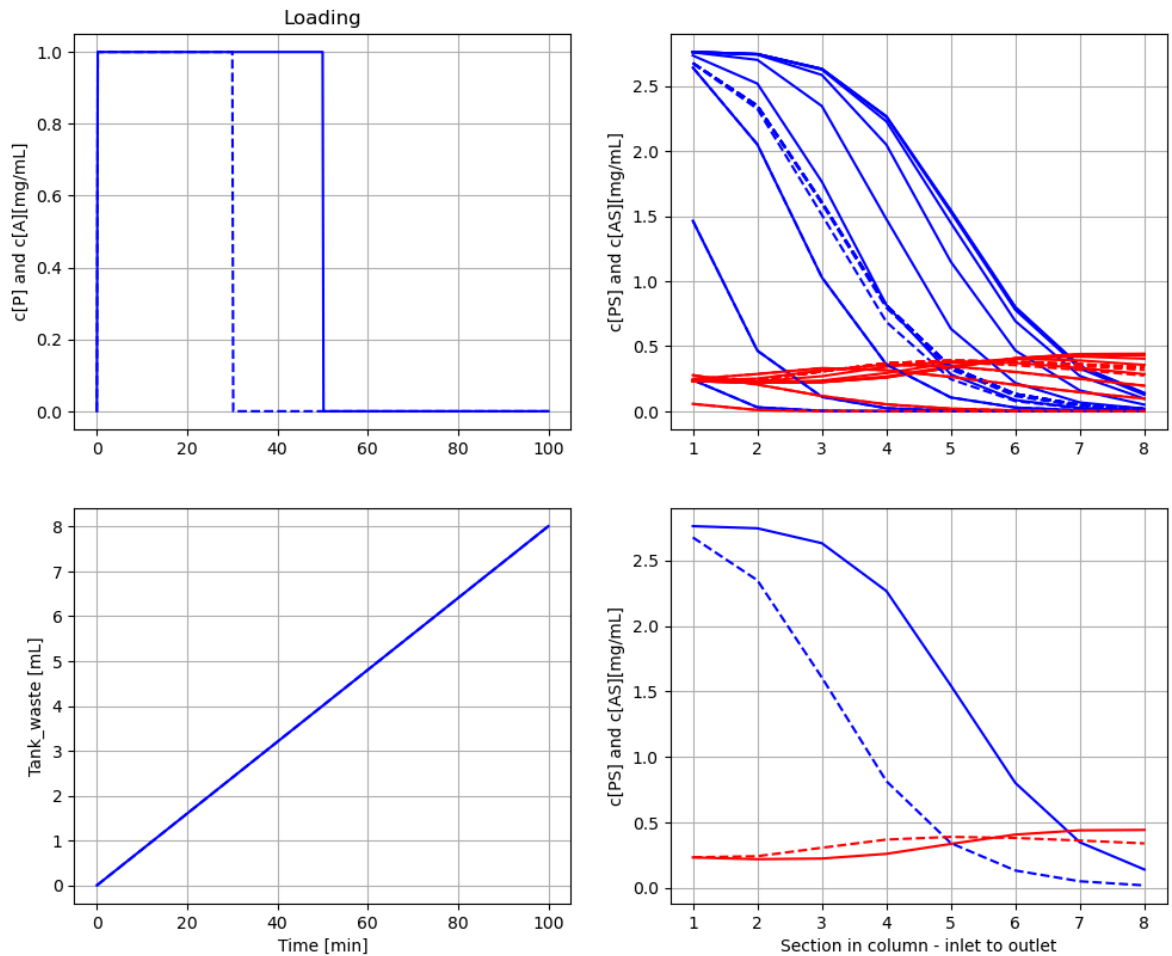 Loading
c[P] and c[A][mg/mL]
1.0
0.8
0.6
0.4
0.2
0.0
0 20 40 60 80 100
c[PS] and c[AS][mg/mL]
2.5
2.0
1.5
1.0
0.5
0.0
1 2 3 4 5 6 7 8
Tank_waste [mL]
8
7
6
5
4
3
2
1
0
0 20 40 60 80 100
Time [min]
c[PS] and c[AS][mg/mL]
2.5
2.0
1.5
1.0
0.5
0.0
1 2 3 4 5 6 7 8
Section in column - inlet to outlet